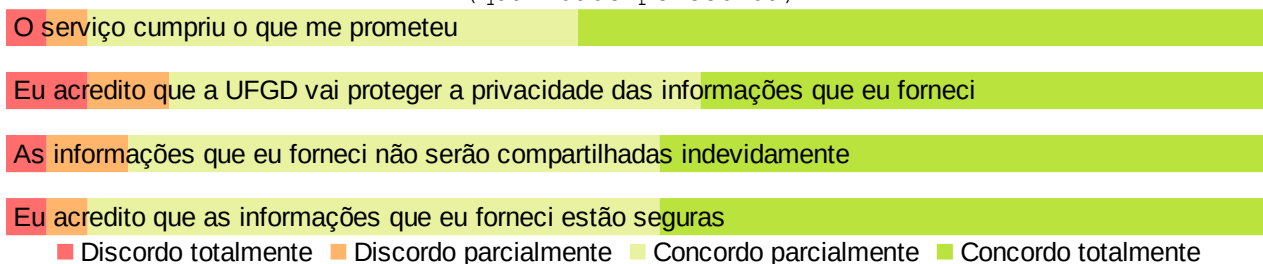 O serviço cumpriu o que me prometeu
Eu acredito que a UFGD vai proteger a privacidade das informações que eu forneci
As informações que eu forneci não serão compartilhadas indevidamente
Eu acredito que as informações que eu forneci estão seguras
Discordo totalmente Discordo parcialmente Concordo parcialmente Concordo totalmente